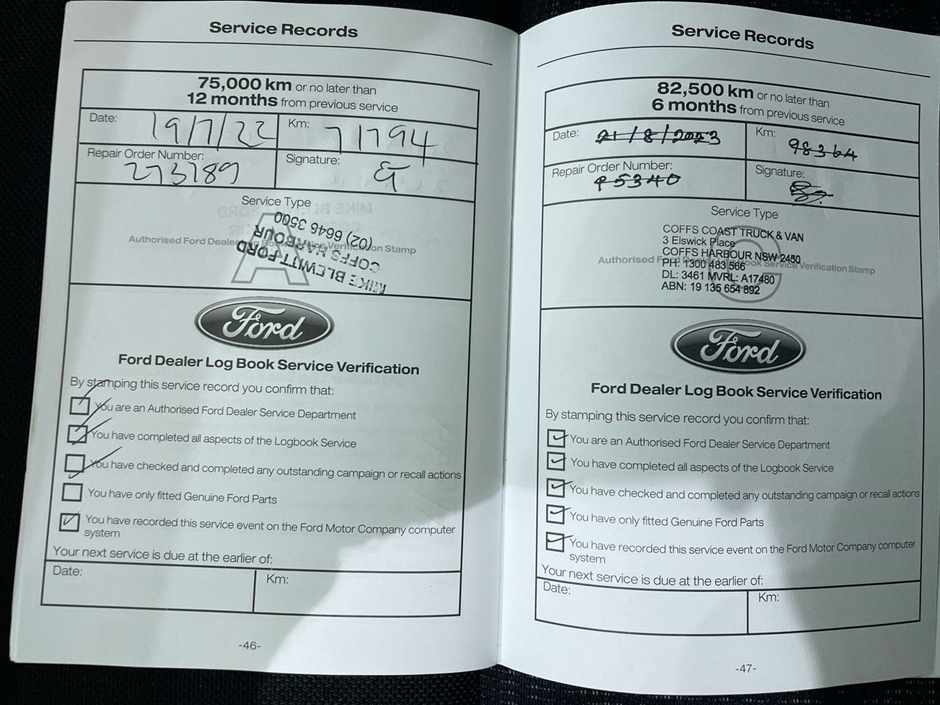 Service Records
75,000 km or no later than
12 months from previous service
Date: 19/7/22 Km: 71794
Repair Order Number: 273789 Signature:
Service Type
A
Authorised Ford Dealer Log Book Service Verification Stamp
MIKE BLEWITT FORD
COFFS HARBOUR
(02) 6648 3500
Ford
Ford Dealer Log Book Service Verification
By stamping this service record you confirm that:
You are an Authorised Ford Dealer Service Department
You have completed all aspects of the Logbook Service
You have checked and completed any outstanding campaign or recall actions
You have only fitted Genuine Ford Parts
You have recorded this service event on the Ford Motor Company computer
system
Your next service is due at the earlier of:
Date: Km:
-46-
Service Records
82,500 km or no later than
6 months from previous service
Date: 21/8/2023 Km: 98364
Repair Order Number: Signature:
Service Type
Authorised Ford Dealer Log Book Service Verification Stamp
COFFS COAST TRUCK & VAN
3 Elswick Place
COFFS HARBOUR NSW 2450
PH: 1300 483 566
DL: 3461 MVRL: A17480
ABN: 19 135 654 892
Ford
Ford Dealer Log Book Service Verification
By stamping this service record you confirm that:
You are an Authorised Ford Dealer Service Department
You have completed all aspects of the Logbook Service
You have checked and completed any outstanding campaign or recall actions
You have only fitted Genuine Ford Parts
You have recorded this service event on the Ford Motor Company computer
system
Your next service is due at the earlier of:
Date: Km:
-47-